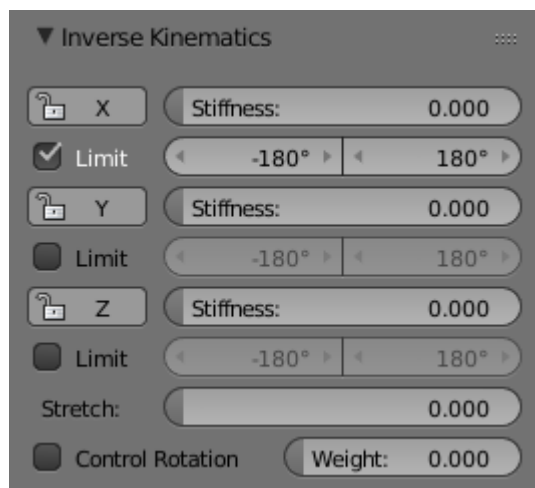 Inverse Kinematics
X Stiffness: 0.000
Limit -180° 180°
Y Stiffness: 0.000
Limit -180° 180°
Z Stiffness: 0.000
Limit -180° 180°
Stretch: 0.000
Control Rotation Weight: 0.000